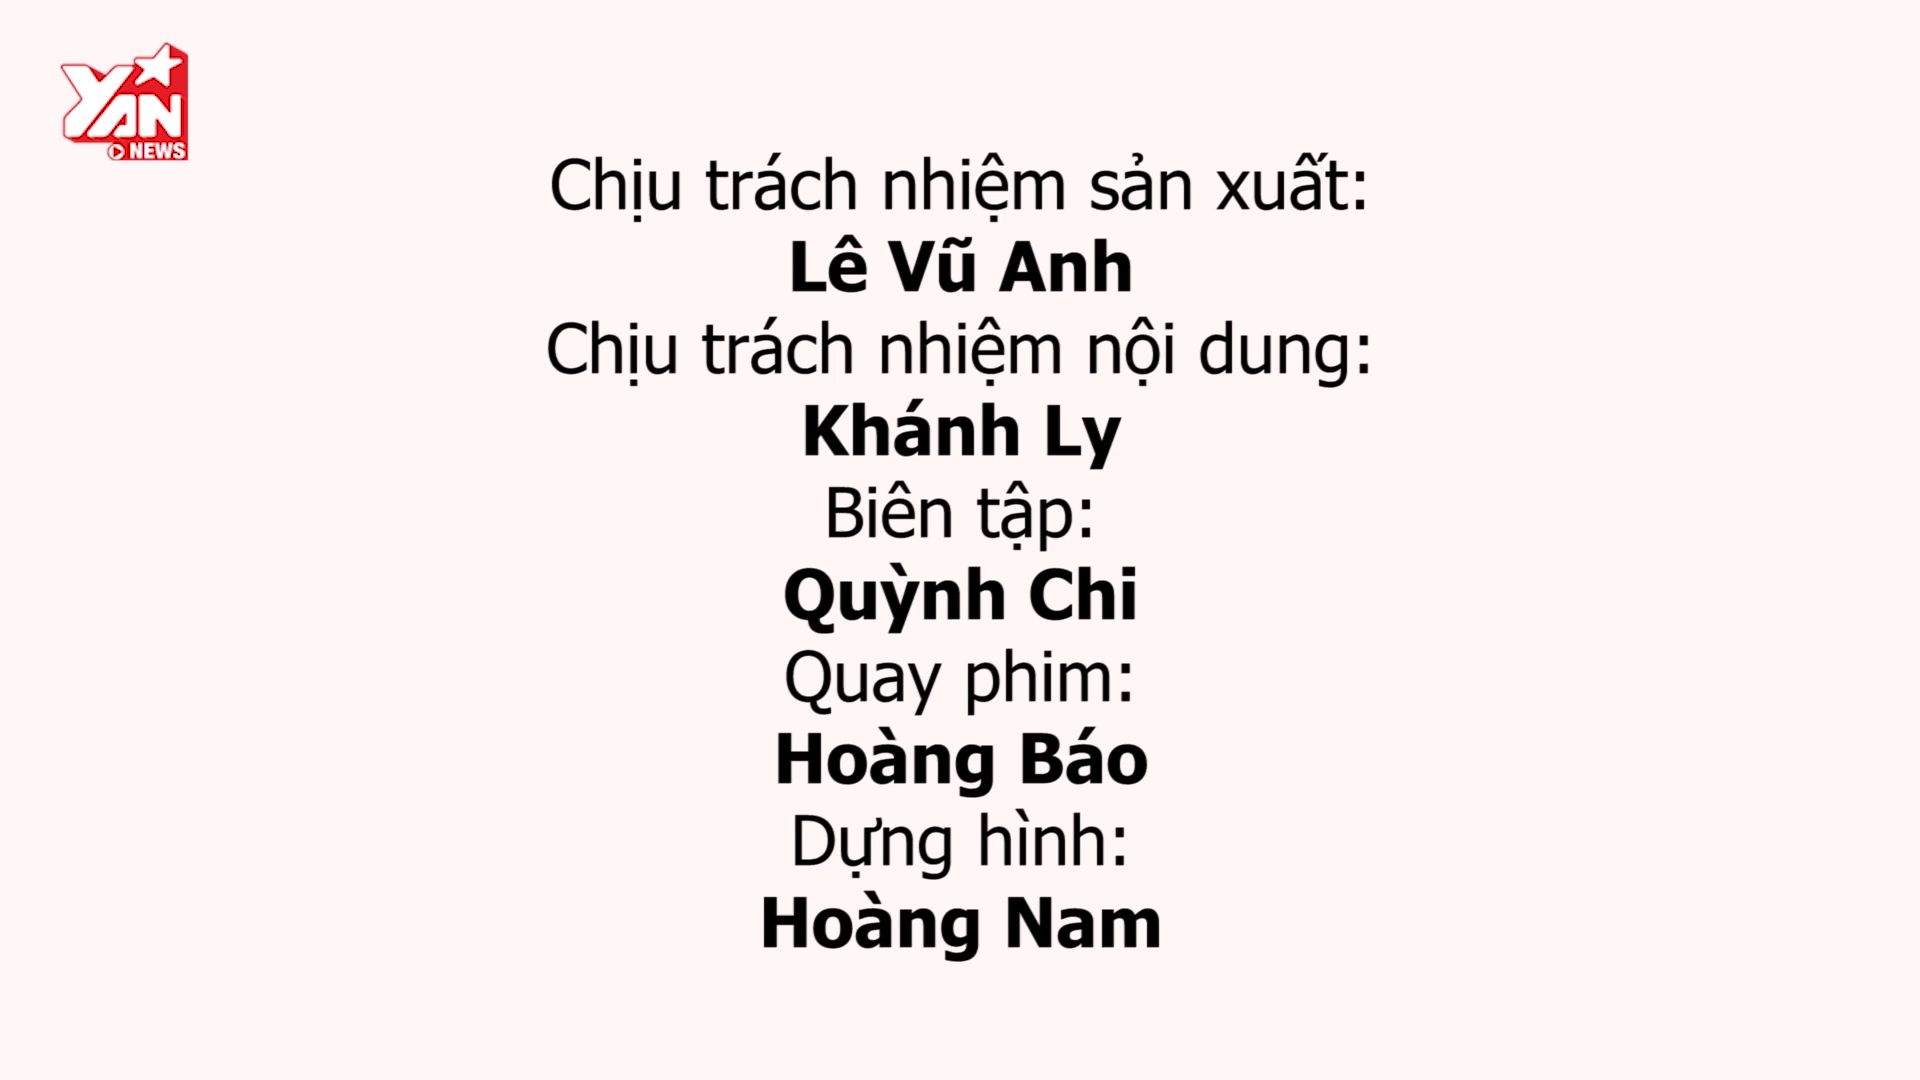 YAN
NEWS
Chịu trách nhiệm sản xuất:
Lê Vũ Anh
Chịu trách nhiệm nội dung:
Khánh Ly
Biên tập:
Quỳnh Chi
Quay phim:
Hoàng Báo
Dựng hình:
Hoàng Nam